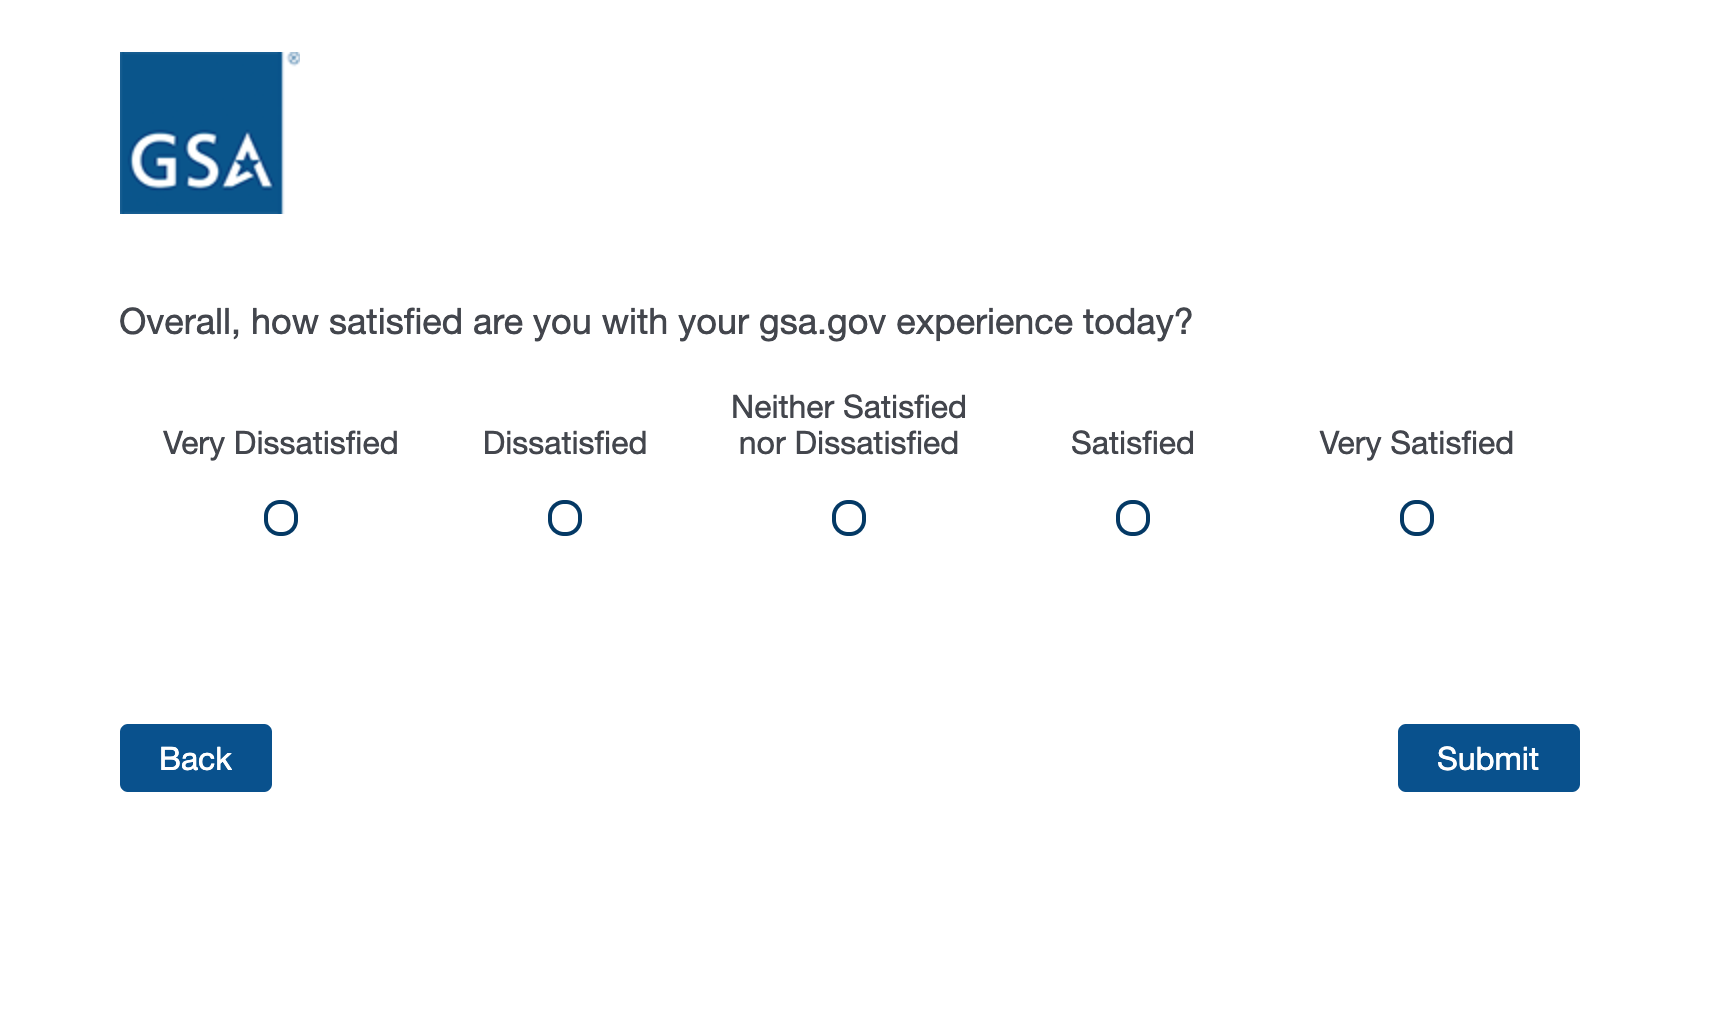 GSA®
Overall, how satisfied are you with your gsa.gov experience today?
Very Dissatisfied
Dissatisfied
Neither Satisfied
nor Dissatisfied
Satisfied
Very Satisfied
Back
Submit